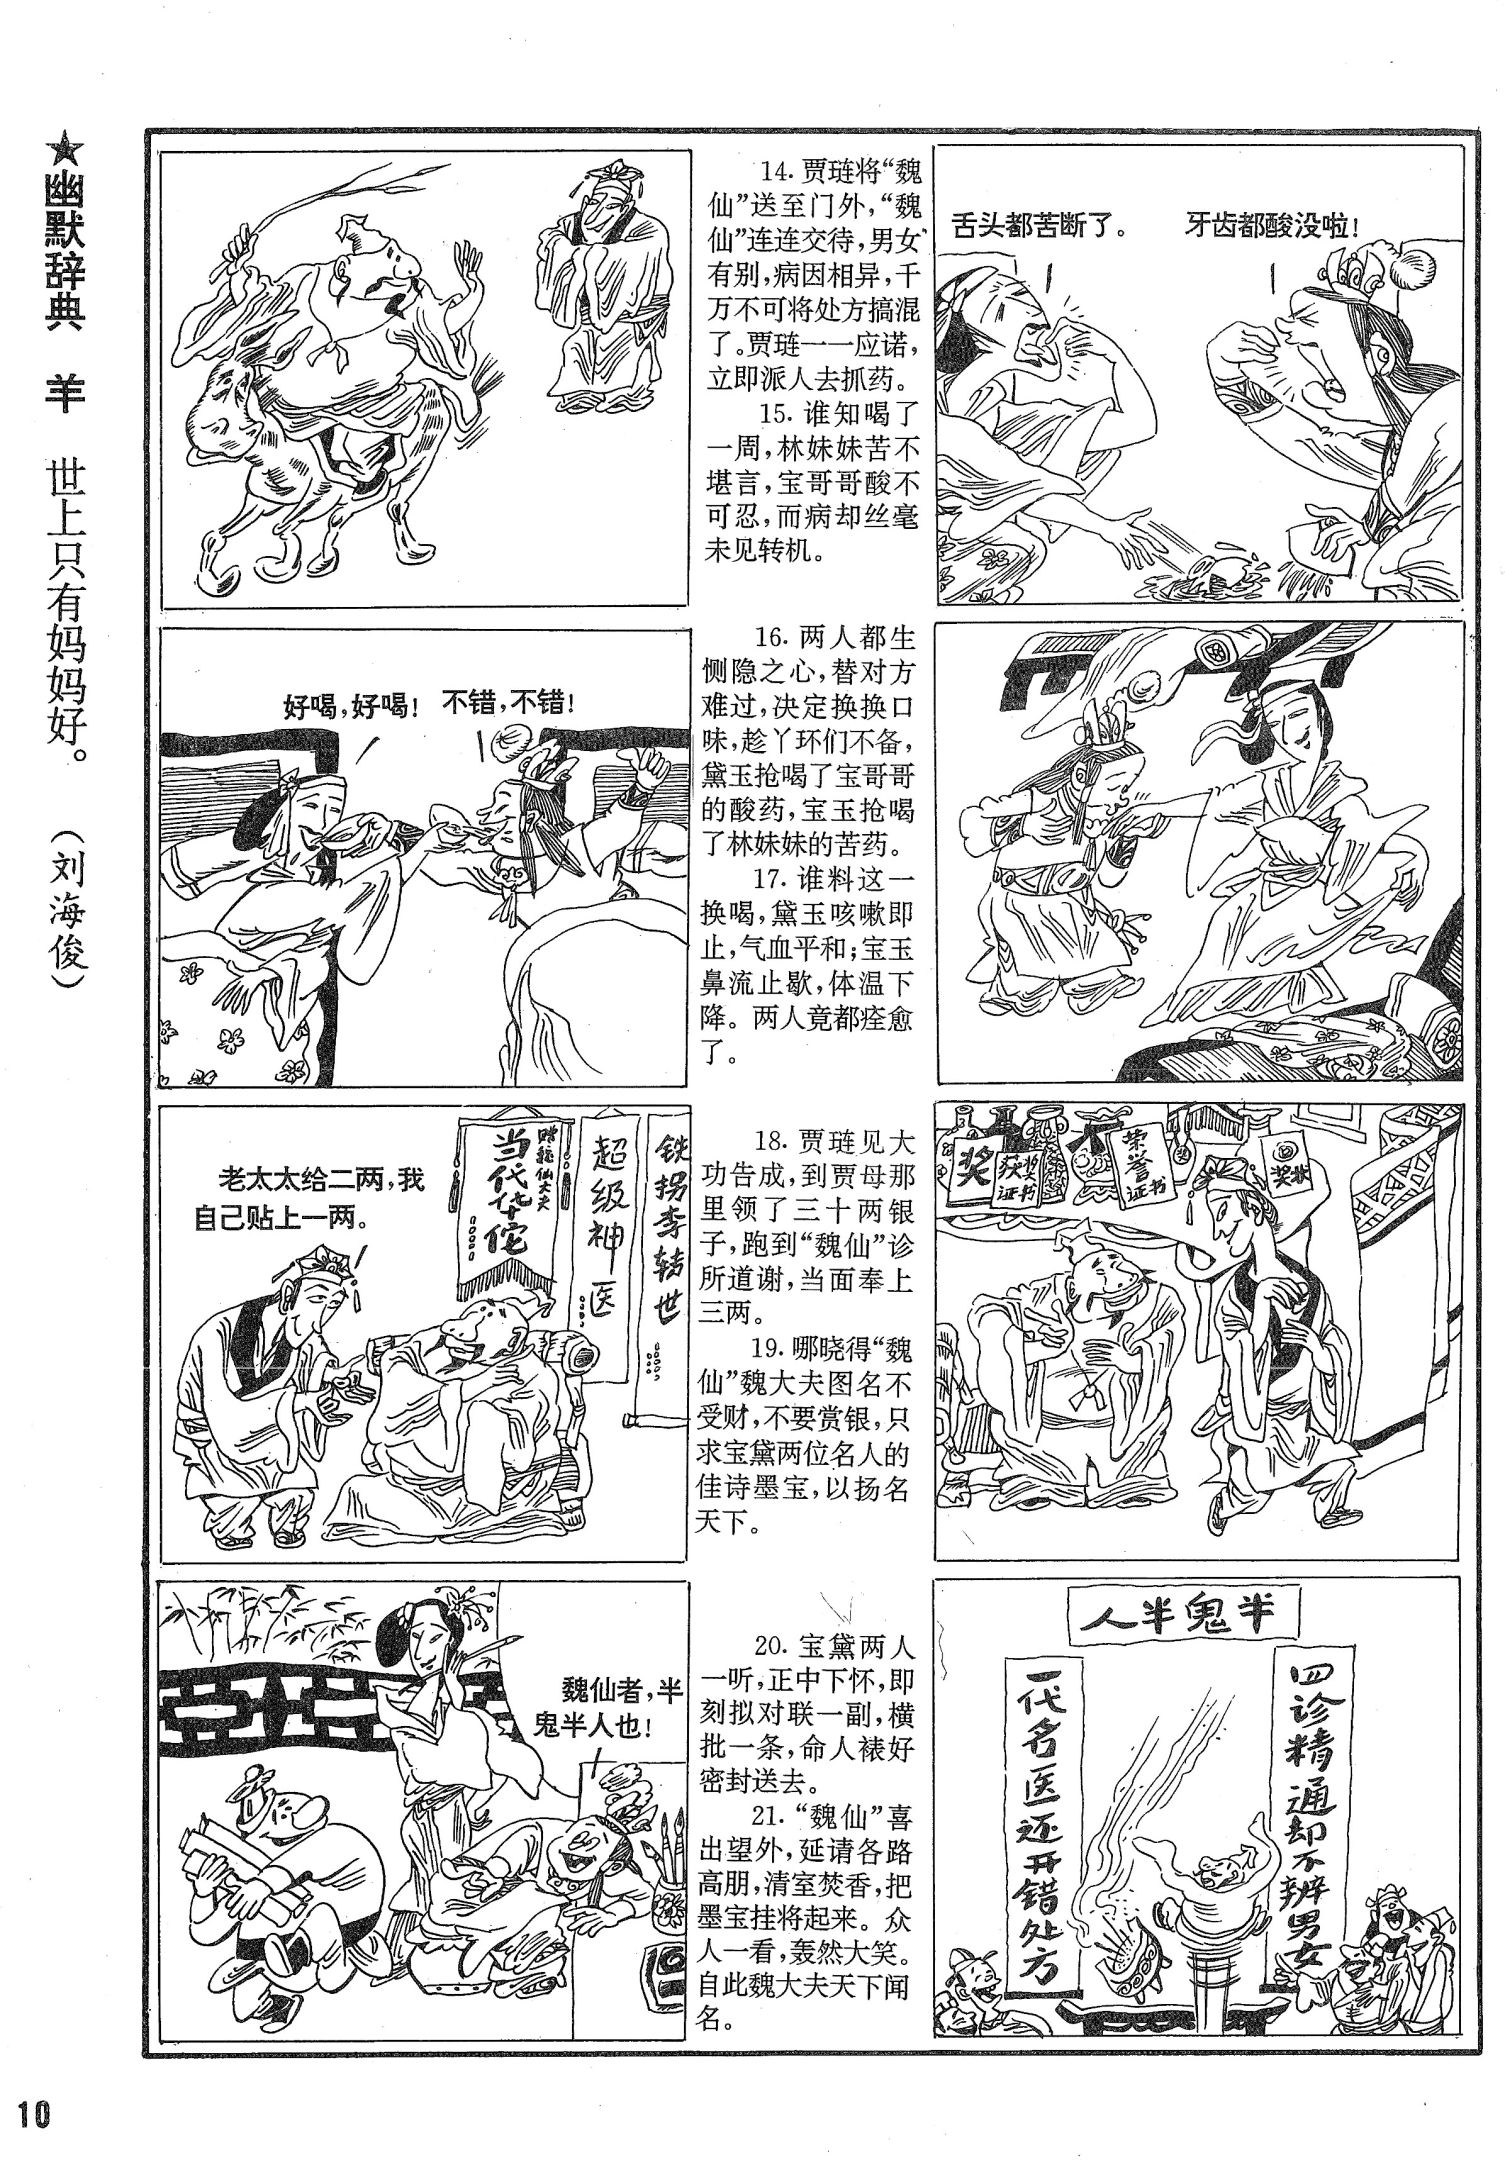 ★幽默辞典 羊 世上只有妈妈好。 （刘海俊）
14. 贾琏将“魏
仙”送至门外，“魏
仙”连连交待，男女
有别，病因相异，千
万不可将处方搞混
了。贾琏一一应诺，
立即派人去抓药。
15. 谁知喝了
一周，林妹妹苦不
堪言，宝哥哥酸不
可忍，而病却丝毫
未见转机。
舌头都苦断了。
牙齿都酸没啦！
好喝，好喝！
不错，不错！
16. 两人都生
恻隐之心，替对方
难过，决定换换口
味，趁丫环们不备，
黛玉抢喝了宝哥哥
的酸药，宝玉抢喝
了林妹妹的苦药。
17. 谁料这一
换喝，黛玉咳嗽即
止，气血平和；宝玉
鼻流止歇，体温下
降。两人竟都痊愈
了。
老太太给二两，我
自己贴上一两。
赠魏仙大夫
当代华佗
超级神医
铁拐李转世
18. 贾琏见大
功告成，到贾母那
里领了三十两银
子，跑到“魏仙”诊
所道谢，当面奉上
三两。
19. 哪晓得“魏
仙”魏大夫图名不
受财，不要赏银，只
求宝黛两位名人的
佳诗墨宝，以扬名
天下。
奖
获奖
证书
荣誉
证书
奖状
魏仙者，半
鬼半人也！
20. 宝黛两人
一听，正中下怀，即
刻拟对联一副，横
批一条，命人裱好
密封送去。
21. “魏仙”喜
出望外，延请各路
高朋，清室焚香，把
墨宝挂将起来。众
人一看，轰然大笑。
自此魏大夫天下闻
名。
人半鬼半
四诊精通却不辨男女
一代名医还开错处方
10